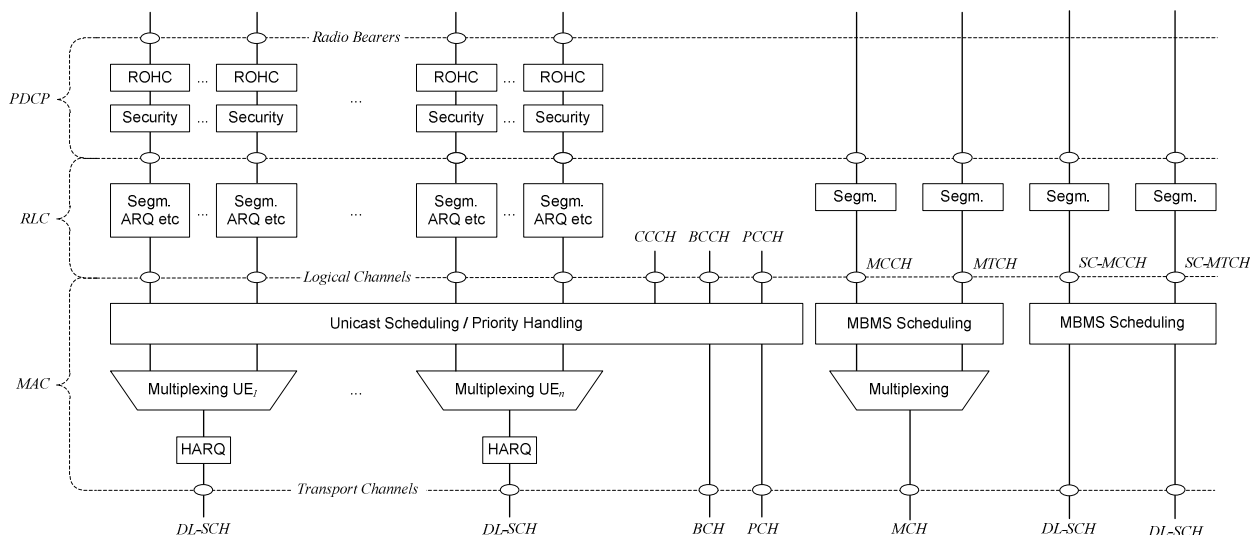 Radio Bearers
ROHC ... ROHC ROHC ... ROHC
PDCP
...
Security ... Security Security ... Security
Segm. ARQ etc ... Segm. ARQ etc ... Segm. ARQ etc ... Segm. ARQ etc
Segm. Segm. Segm. Segm.
RLC
CCCH BCCH PCCH
Logical Channels
MCCH MTCH SC-MCCH SC-MTCH
Unicast Scheduling / Priority Handling
MBMS Scheduling
MBMS Scheduling
MAC
Multiplexing UE1 ... Multiplexing UEn Multiplexing
HARQ HARQ
Transport Channels
DL-SCH DL-SCH BCH PCH MCH DL-SCH DL-SCH